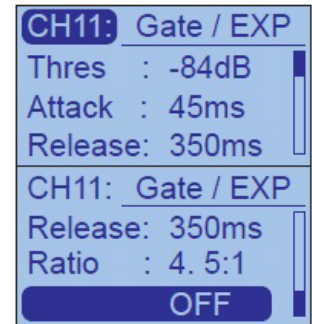 CH11: Gate / EXP
Thres : -84dB
Attack : 45ms
Release: 350ms
CH11: Gate / EXP
Release: 350ms
Ratio : 4. 5:1
OFF